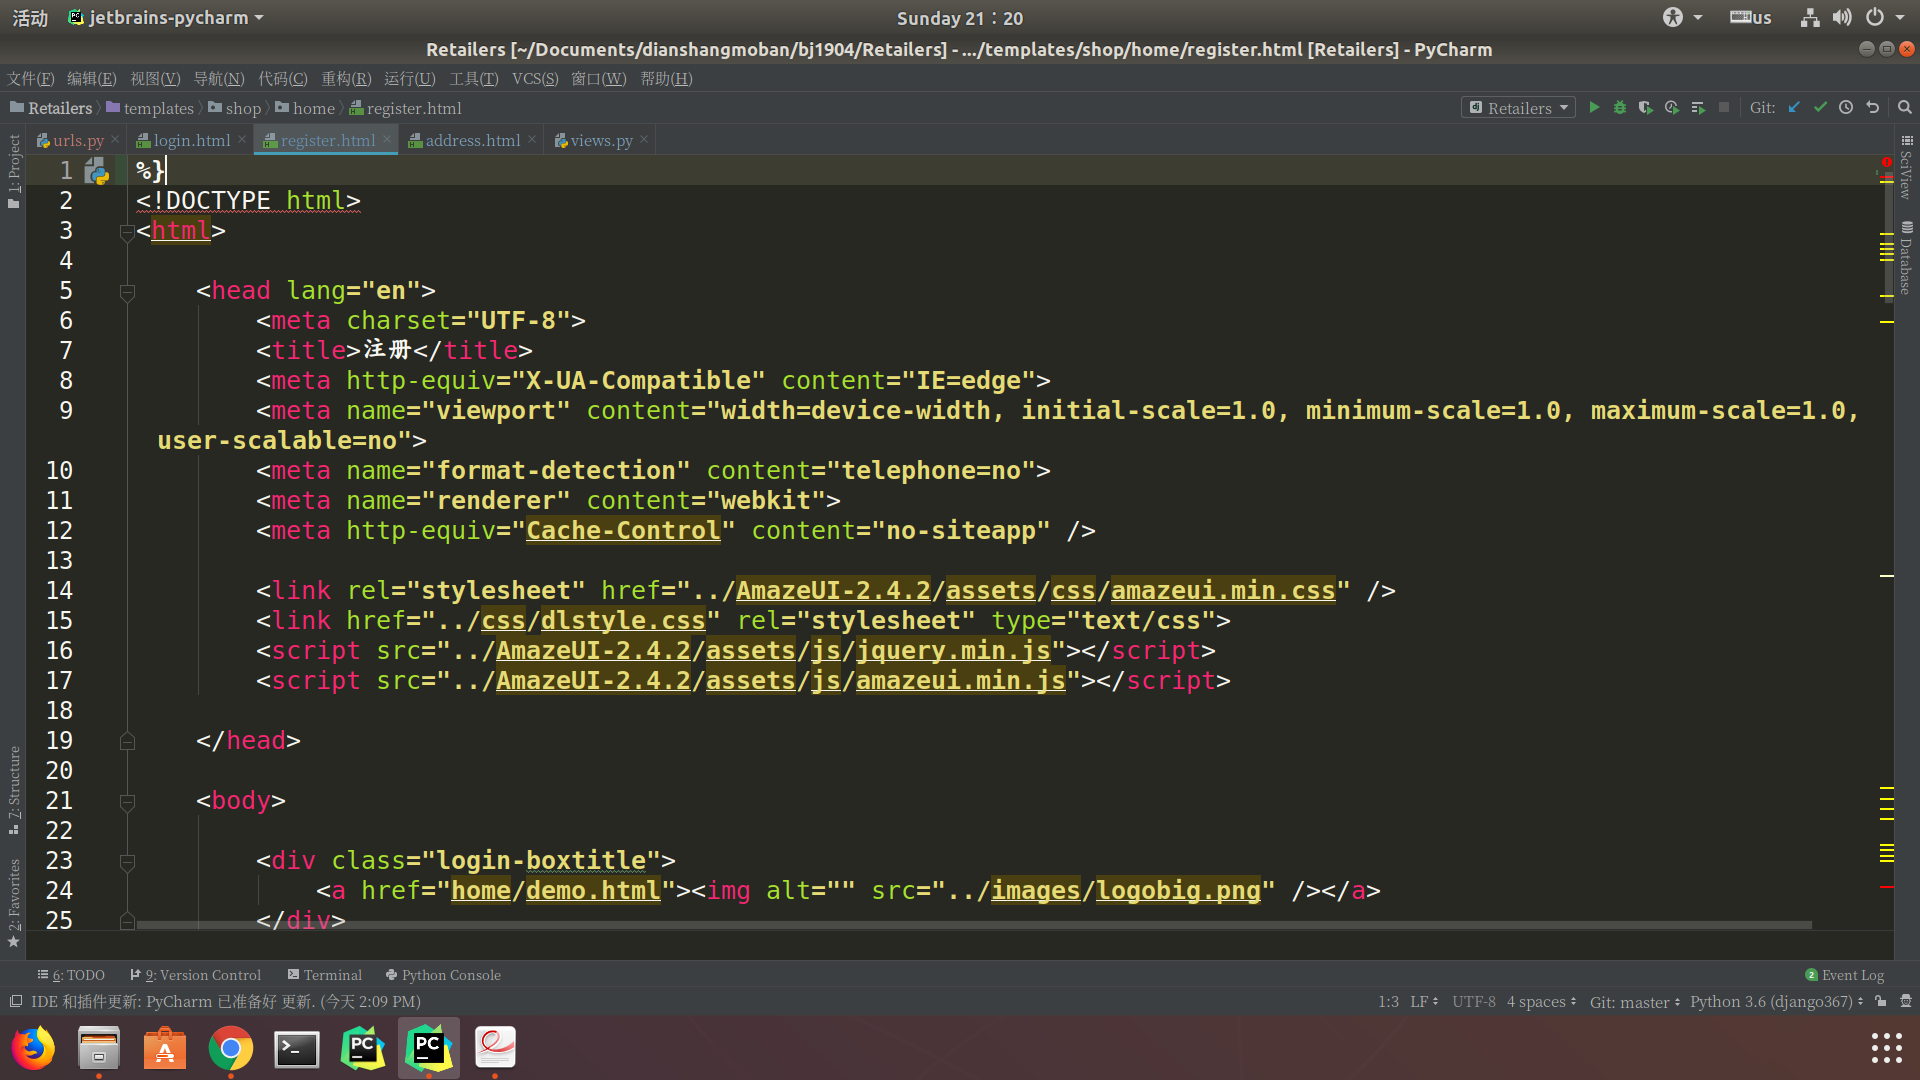 活动 jetbrains-pycharm Sunday 21：20 us
Retailers [~/Documents/dianshangmoban/bj1904/Retailers] - .../templates/shop/home/register.html [Retailers] - PyCharm
文件(F) 编辑(E) 视图(V) 导航(N) 代码(C) 重构(R) 运行(U) 工具(T) VCS(S) 窗口(W) 帮助(H)
Retailers templates shop home register.html Retailers Git:
urls.py login.html register.html address.html views.py
1: Project
SciView
Database
1 %}
2 <!DOCTYPE html>
3 <html>
4
5 <head lang="en">
6 <meta charset="UTF-8">
7 <title>注册</title>
8 <meta http-equiv="X-UA-Compatible" content="IE=edge">
9 <meta name="viewport" content="width=device-width, initial-scale=1.0, minimum-scale=1.0, maximum-scale=1.0,
user-scalable=no">
10 <meta name="format-detection" content="telephone=no">
11 <meta name="renderer" content="webkit">
12 <meta http-equiv="Cache-Control" content="no-siteapp" />
13
14 <link rel="stylesheet" href="../AmazeUI-2.4.2/assets/css/amazeui.min.css" />
15 <link href="../css/dlstyle.css" rel="stylesheet" type="text/css">
16 <script src="../AmazeUI-2.4.2/assets/js/jquery.min.js"></script>
17 <script src="../AmazeUI-2.4.2/assets/js/amazeui.min.js"></script>
18
19 </head>
20
21 <body>
22
23 <div class="login-boxtitle">
24 <a href="home/demo.html"><img alt="" src="../images/logobig.png" /></a>
25 </div>
7: Structure
2: Favorites
6: TODO 9: Version Control Terminal Python Console 2 Event Log
IDE 和插件更新: PyCharm 已准备好 更新. (今天 2:09 PM) 1:3 LF UTF-8 4 spaces Git: master Python 3.6 (django367)
PC PC